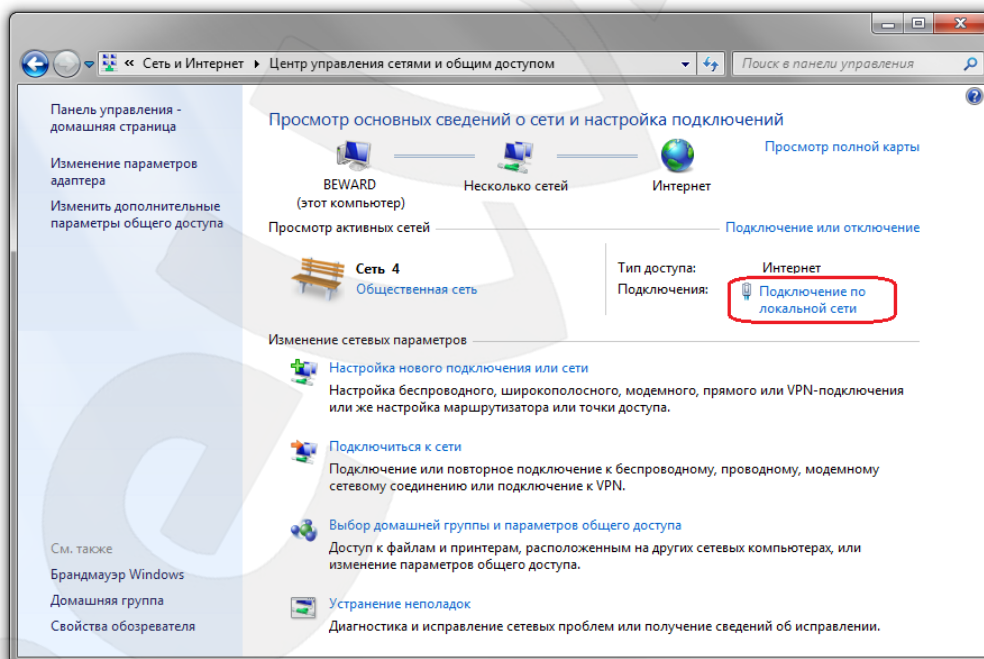 « Сеть и Интернет ▸ Центр управления сетями и общим доступом
Поиск в панели управления
Панель управления -
домашняя страница
Изменение параметров
адаптера
Изменить дополнительные
параметры общего доступа
Просмотр основных сведений о сети и настройка подключений
Просмотр полной карты
BEWARD
(этот компьютер)
Несколько сетей
Интернет
Просмотр активных сетей
Подключение или отключение
Сеть 4
Общественная сеть
Тип доступа: Интернет
Подключения: Подключение по
локальной сети
Изменение сетевых параметров
Настройка нового подключения или сети
Настройка беспроводного, широкополосного, модемного, прямого или VPN-подключения
или же настройка маршрутизатора или точки доступа.
Подключиться к сети
Подключение или повторное подключение к беспроводному, проводному, модемному
сетевому соединению или подключение к VPN.
Выбор домашней группы и параметров общего доступа
Доступ к файлам и принтерам, расположенным на других сетевых компьютерах, или
изменение параметров общего доступа.
Устранение неполадок
Диагностика и исправление сетевых проблем или получение сведений об исправлении.
См. также
Брандмауэр Windows
Домашняя группа
Свойства обозревателя